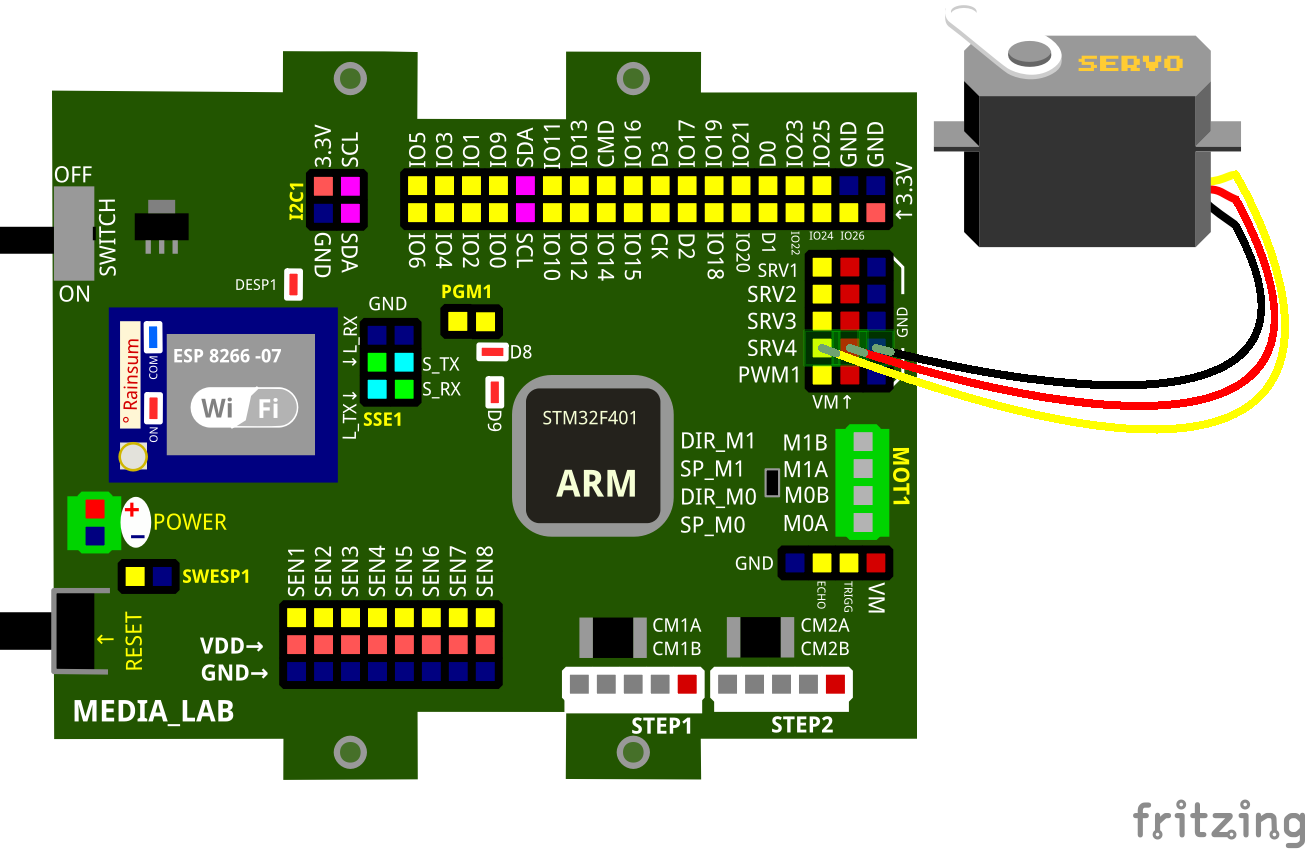 SERVO
3.3V SCL
I2C1
GND SDA
IO5 IO3 IO1 IO9 SDA IO11 IO13 CMD IO16 D3 IO17 IO19 IO21 D0 IO23 IO25 GND GND
↑3.3V
IO6 IO4 IO2 IO0 SCL IO10 IO12 IO14 IO15 CK D2 IO18 IO20 D1 IO22 IO24 IO26
OFF
SWITCH
ON
DESP1
GND
PGM1
SRV1
SRV2
SRV3
SRV4
PWM1
GND
VM↑
L_RX →
L_TX →
S_TX
S_RX
SSE1
D8
D9
° Rainsum
COM
ON
ESP 8266 -07
Wi Fi
STM32F401
ARM
DIR_M1
SP_M1
DIR_M0
SP_M0
M1B
M1A
M0B
M0A
MOT1
+
−
POWER
SWESP1
GND
ECHO
TRIGG
VM
↑
RESET
SEN1 SEN2 SEN3 SEN4 SEN5 SEN6 SEN7 SEN8
VDD→
GND→
CM1A
CM1B
CM2A
CM2B
STEP1
STEP2
MEDIA_LAB
fritzing